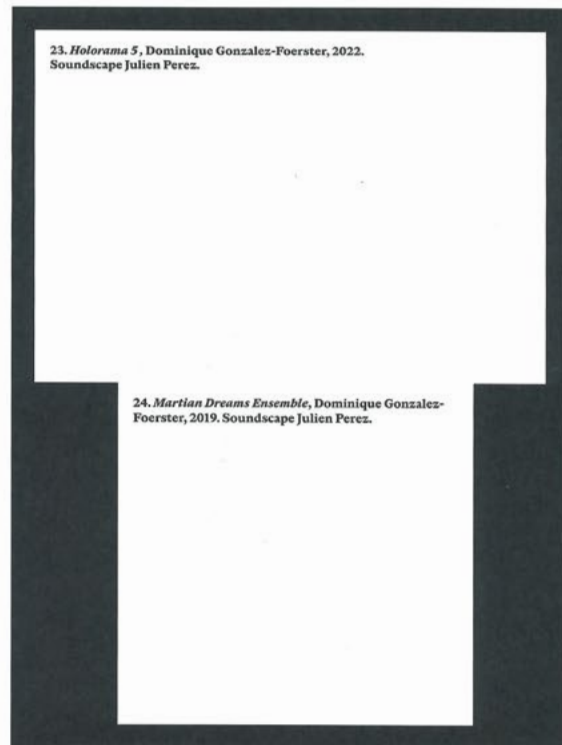 23. Holorama 5, Dominique Gonzalez-Foerster, 2022.
Soundscape Julien Perez.
24. Martian Dreams Ensemble, Dominique Gonzalez-
Foerster, 2019. Soundscape Julien Perez.